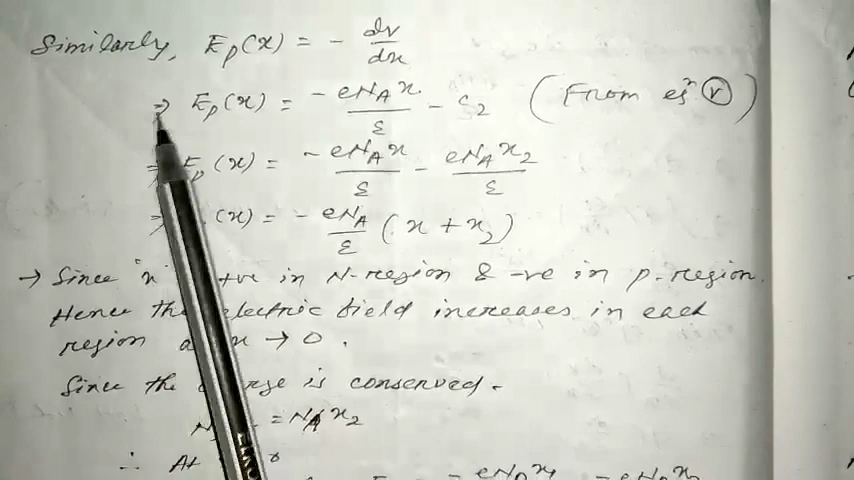 Similarly, Ep(x) = - dv/dx
⇒ Ep(x) = -eNAx/ε - C2 (From eqn (v))
Ep(x) = -eNAx/ε - eNAx2/ε
(x) = - eNA/ε (x + x2)
→ Since 'x' +ve in N-region & -ve in p-region.
Hence the electric field increases in each
region a x → 0.
Since the charge is conserved.
= NAx2
∴ At